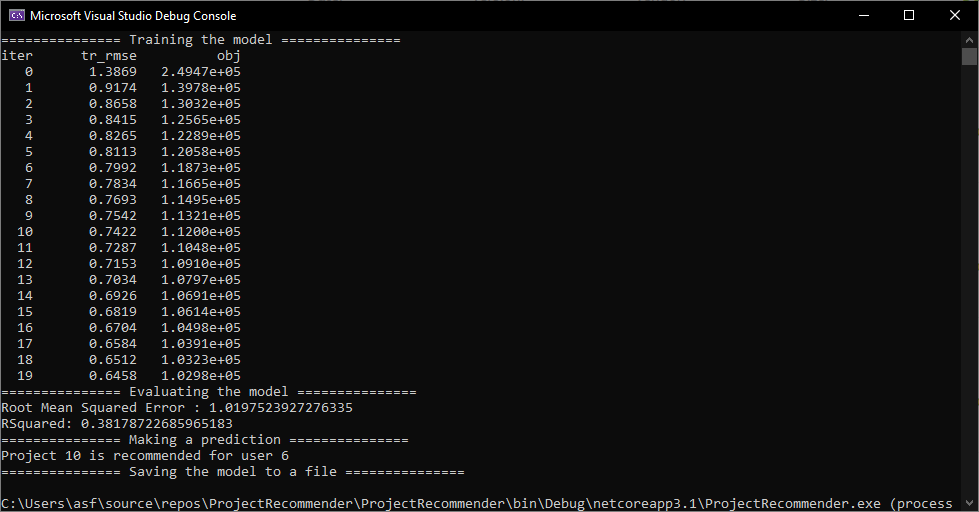 Microsoft Visual Studio Debug Console
=============== Training the model ===============
iter      tr_rmse          obj
   0       1.3869   2.4947e+05
   1       0.9174   1.3978e+05
   2       0.8658   1.3032e+05
   3       0.8415   1.2565e+05
   4       0.8265   1.2289e+05
   5       0.8113   1.2058e+05
   6       0.7992   1.1873e+05
   7       0.7834   1.1665e+05
   8       0.7693   1.1495e+05
   9       0.7542   1.1321e+05
  10       0.7422   1.1200e+05
  11       0.7287   1.1048e+05
  12       0.7153   1.0910e+05
  13       0.7034   1.0797e+05
  14       0.6926   1.0691e+05
  15       0.6819   1.0614e+05
  16       0.6704   1.0498e+05
  17       0.6584   1.0391e+05
  18       0.6512   1.0323e+05
  19       0.6458   1.0298e+05
=============== Evaluating the model ===============
Root Mean Squared Error : 1.0197523927276335
RSquared: 0.38178722685965183
=============== Making a prediction ===============
Project 10 is recommended for user 6
=============== Saving the model to a file ===============
C:\Users\asf\source\repos\ProjectRecommender\ProjectRecommender\bin\Debug\netcoreapp3.1\ProjectRecommender.exe (process